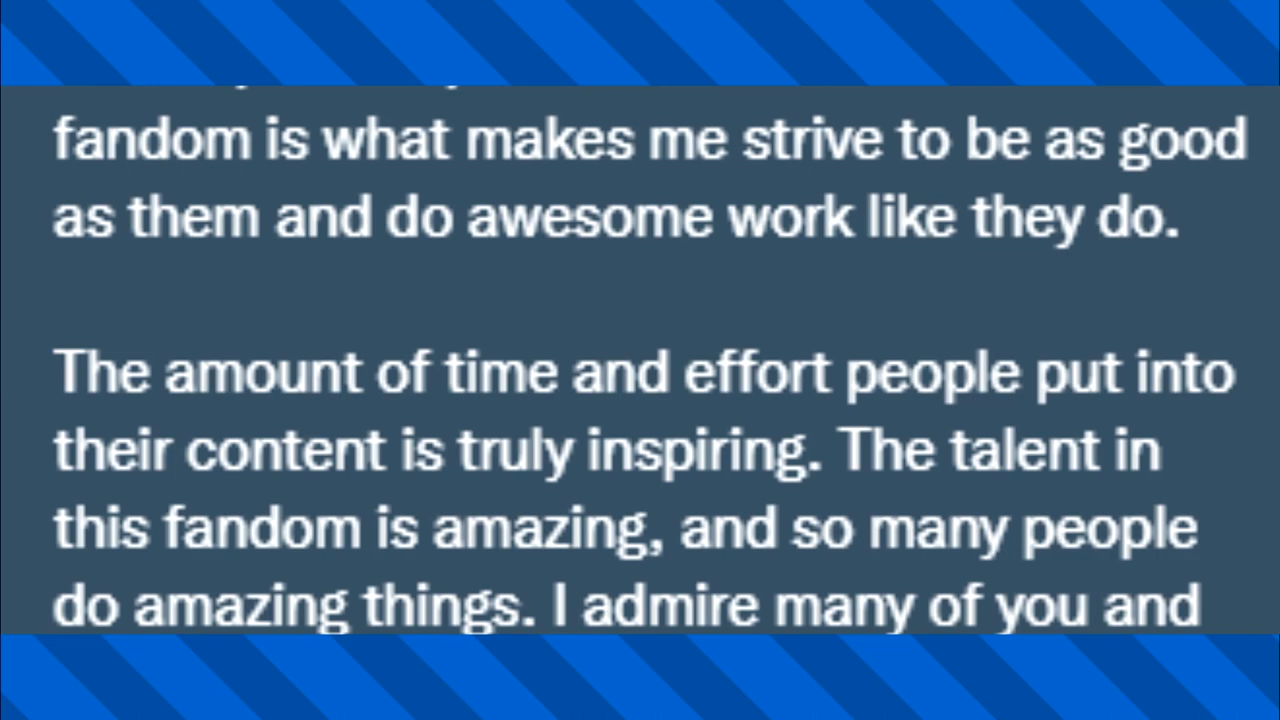 fandom is what makes me strive to be as good
as them and do awesome work like they do.
The amount of time and effort people put into
their content is truly inspiring. The talent in
this fandom is amazing, and so many people
do amazing things. I admire many of you and